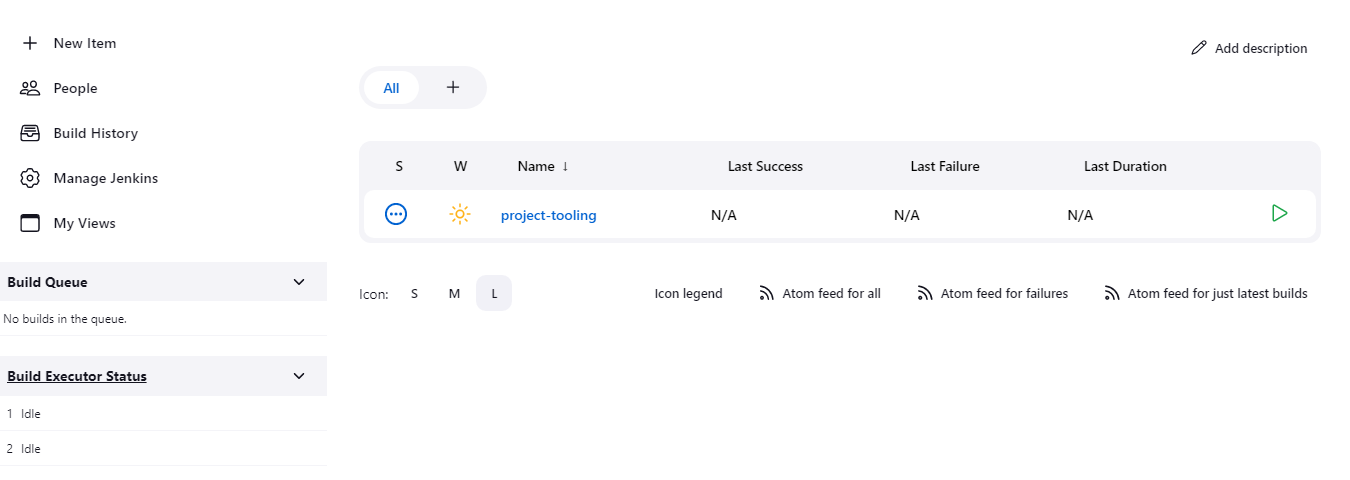 New Item
People
Build History
Manage Jenkins
My Views
Build Queue
No builds in the queue.
Build Executor Status
1 Idle
2 Idle
Add description
All +
S W Name ↓ Last Success Last Failure Last Duration
project-tooling N/A N/A N/A
Icon: S M L
Icon legend Atom feed for all Atom feed for failures Atom feed for just latest builds